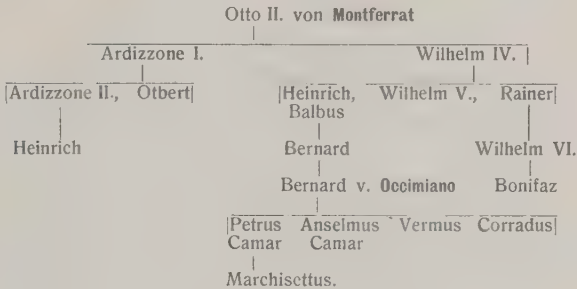 Otto II. von Montferrat
Ardizzone I. Wilhelm IV.
Ardizzone II., Otbert Heinrich, Wilhelm V., Rainer
Balbus
Heinrich Bernard Wilhelm VI.
Bernard v. Occimiano Bonifaz
Petrus Anselmus Vermus Corradus
Camar Camar
Marchisettus.